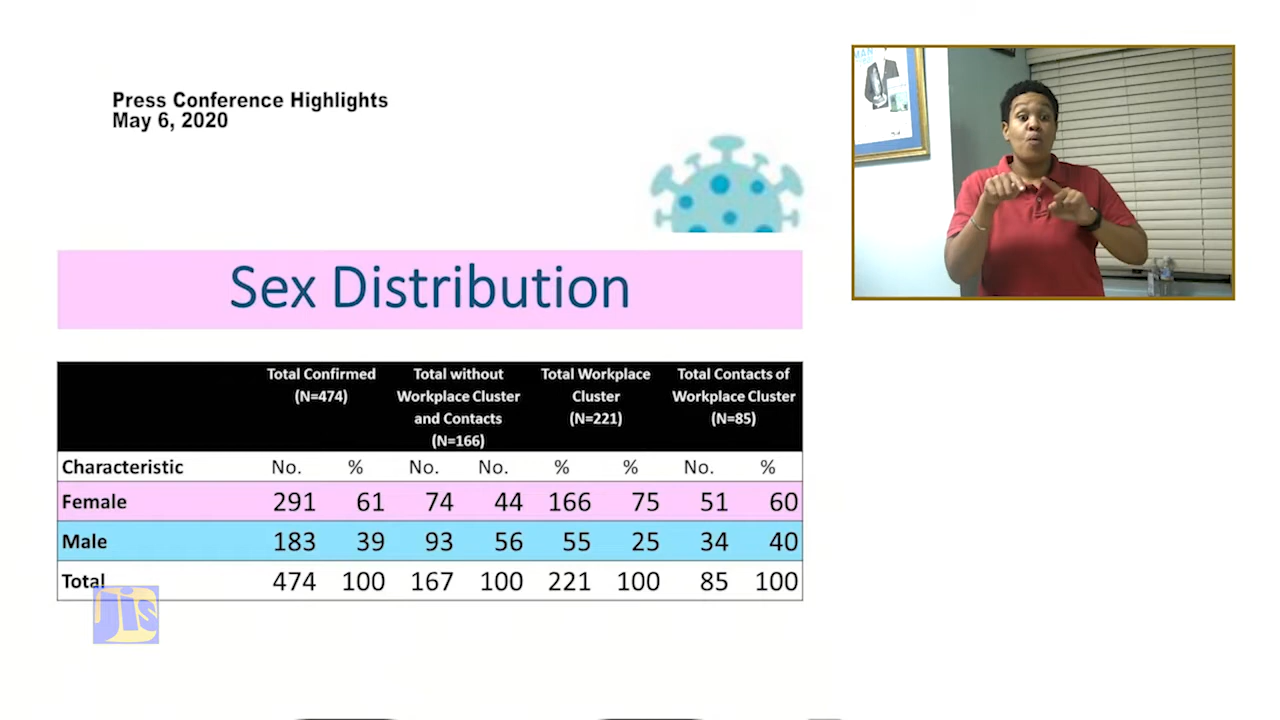 Press Conference Highlights
May 6, 2020
Sex Distribution
Total Confirmed (N=474) Total without Workplace Cluster and Contacts (N=166) Total Workplace Cluster (N=221) Total Contacts of Workplace Cluster (N=85)
Characteristic No. % No. No. % % No. %
Female 291 61 74 44 166 75 51 60
Male 183 39 93 56 55 25 34 40
Total 474 100 167 100 221 100 85 100
JIS
MAN